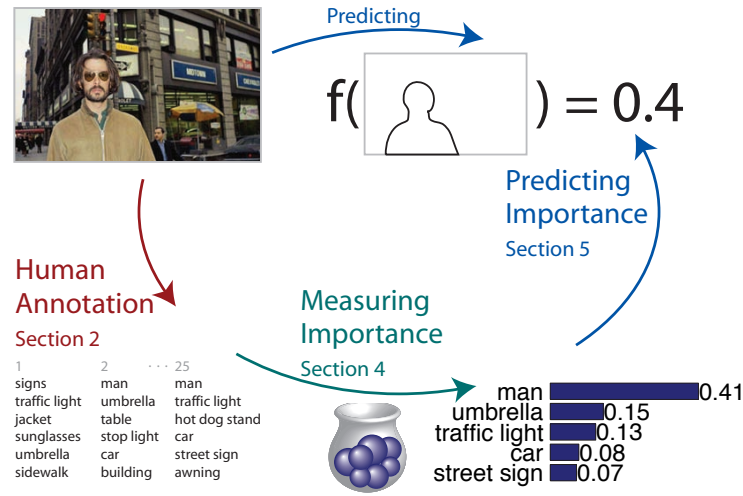 Predicting
MOTOWN
f( ) = 0.4
Predicting
Importance
Section 5
Human
Annotation
Section 2
Measuring
Importance
Section 4
1 2 · · · 25
signs man man
traffic light umbrella traffic light
jacket table hot dog stand
sunglasses stop light car
umbrella car street sign
sidewalk building awning
man 0.41
umbrella 0.15
traffic light 0.13
car 0.08
street sign 0.07